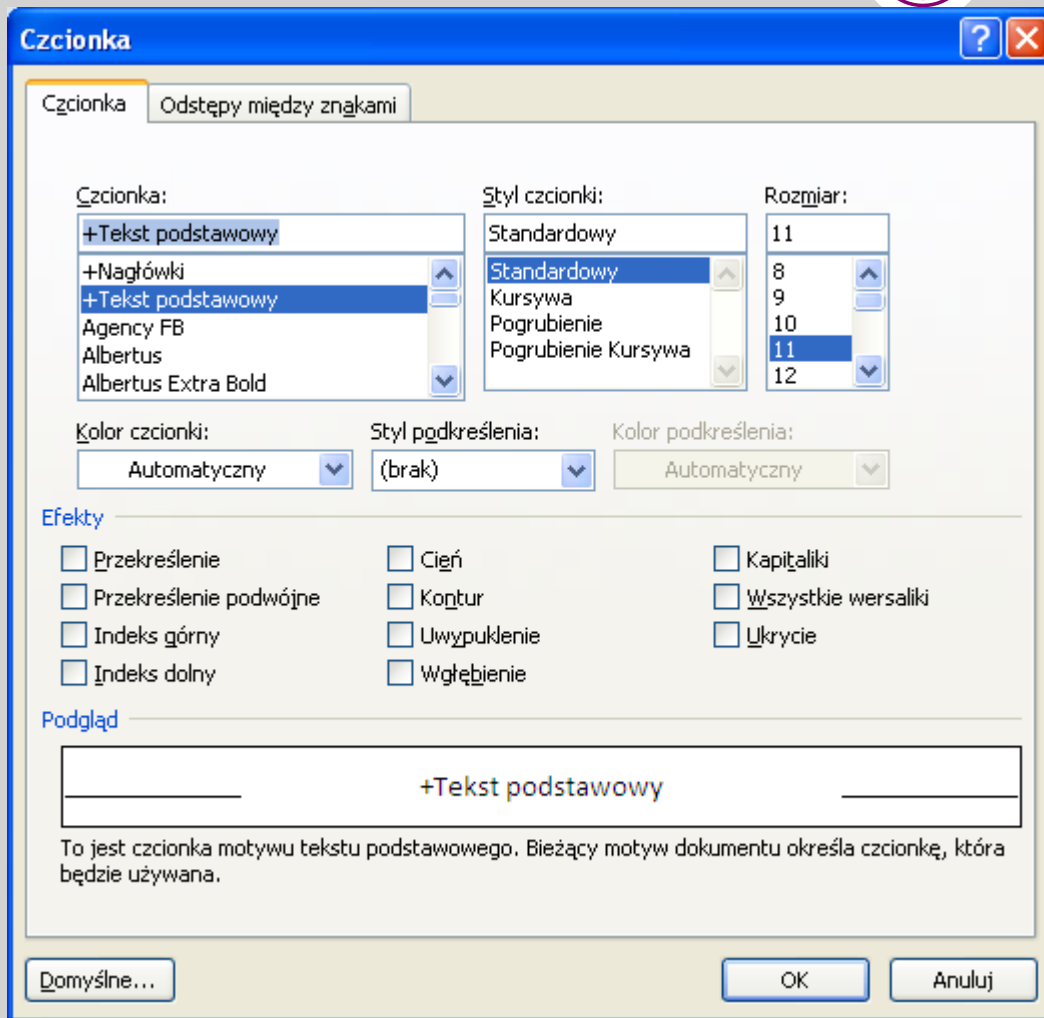 Czcionka
Czcionka
Odstępy między znakami
Czcionka: Styl czcionki: Rozmiar:
+Tekst podstawowy Standardowy 11
+Nagłówki
+Tekst podstawowy
Agency FB
Albertus
Albertus Extra Bold
Standardowy
Kursywa
Pogrubienie
Pogrubienie Kursywa
8
9
10
11
12
Kolor czcionki: Styl podkreślenia: Kolor podkreślenia:
Automatyczny (brak) Automatyczny
Efekty
Przekreślenie Cień Kapitaliki
Przekreślenie podwójne Kontur Wszystkie wersaliki
Indeks górny Uwypuklenie Ukrycie
Indeks dolny Wgłębienie
Podgląd
+Tekst podstawowy
To jest czcionka motywu tekstu podstawowego. Bieżący motyw dokumentu określa czcionkę, która
będzie używana.
Domyślne... OK Anuluj